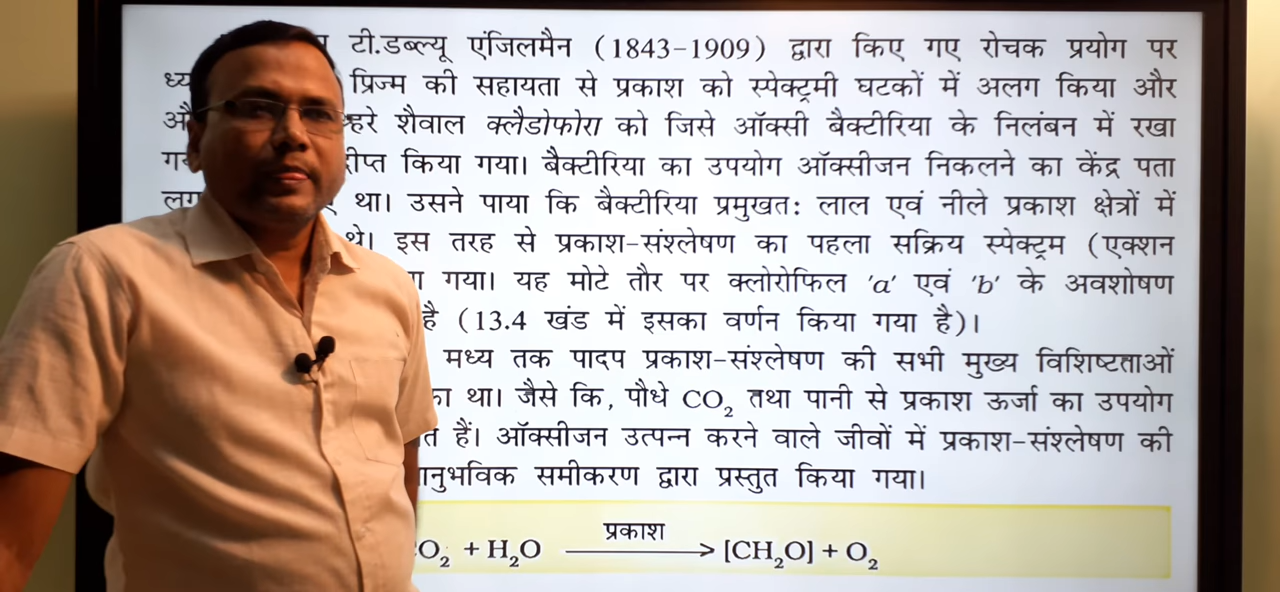 टी.डब्ल्यू एंजिलमैन (1843-1909) द्वारा किए गए रोचक प्रयोग पर
प्रिज्म की सहायता से प्रकाश को स्पेक्ट्रमी घटकों में अलग किया और
शैवाल क्लैडोफोरा को जिसे ऑक्सी बैक्टीरिया के निलंबन में रखा
किया गया। बैक्टीरिया का उपयोग ऑक्सीजन निकलने का केंद्र पता
था। उसने पाया कि बैक्टीरिया प्रमुखतः लाल एवं नीले प्रकाश क्षेत्रों में
थे। इस तरह से प्रकाश-संश्लेषण का पहला सक्रिय स्पेक्ट्रम (एक्शन
गया। यह मोटे तौर पर क्लोरोफिल 'a' एवं 'b' के अवशोषण
है (13.4 खंड में इसका वर्णन किया गया है)।
मध्य तक पादप प्रकाश-संश्लेषण की सभी मुख्य विशिष्टताओं
था। जैसे कि, पौधे CO₂ तथा पानी से प्रकाश ऊर्जा का उपयोग
हैं। ऑक्सीजन उत्पन्न करने वाले जीवों में प्रकाश-संश्लेषण की
समीकरण द्वारा प्रस्तुत किया गया।
प्रकाश
O₂ + H₂O ⟶ [CH₂O] + O₂